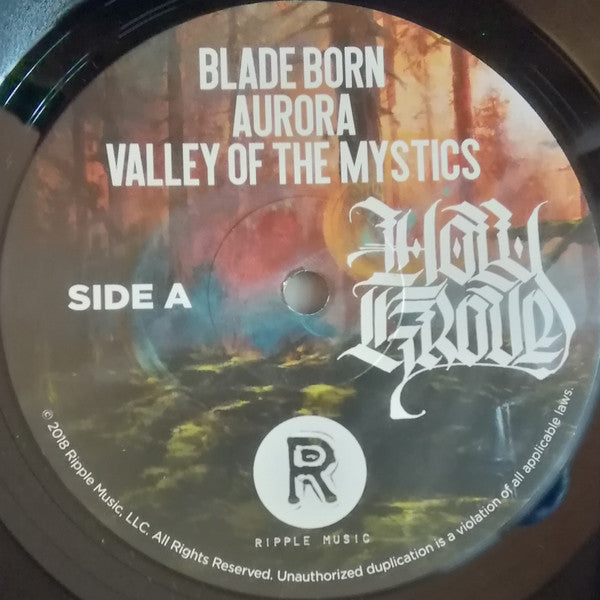 BLADE BORN
AURORA
VALLEY OF THE MYSTICS
SIDE A
HOLY
GROVE
R
RIPPLE MUSIC
© 2018 Ripple Music, LLC. All Rights Reserved. Unauthorized duplication is a violation of all applicable laws.